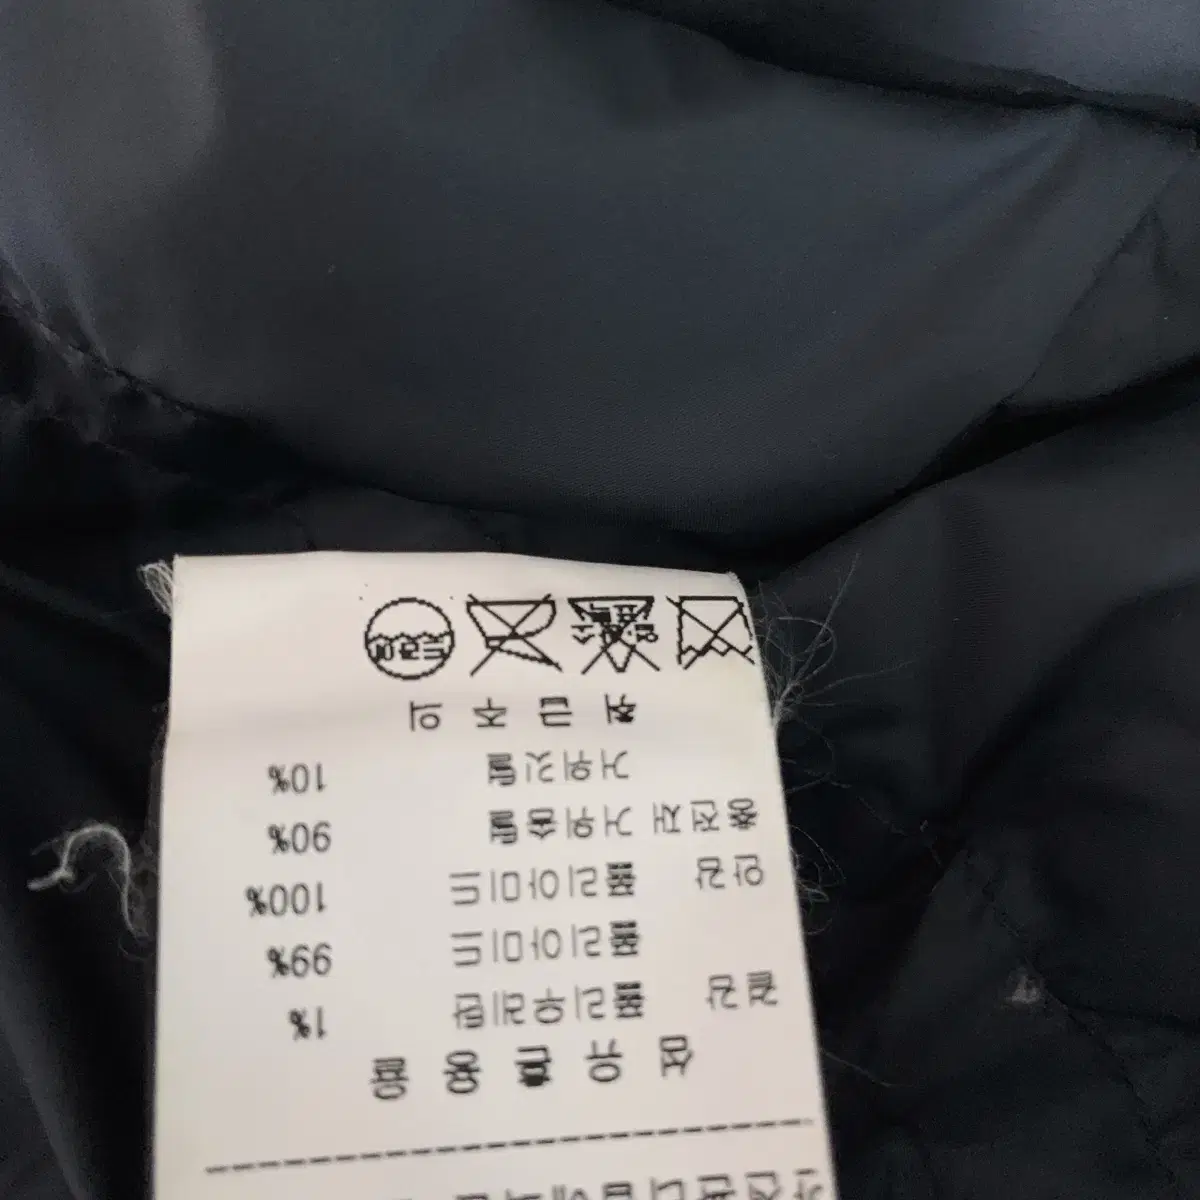 섬 유 혼 용 율
겉감 폴리우레탄 1%
폴리아미드 99%
안감 폴리아미드 100%
충전재 거위솜털 90%
거위깃털 10%
취 급 주 의